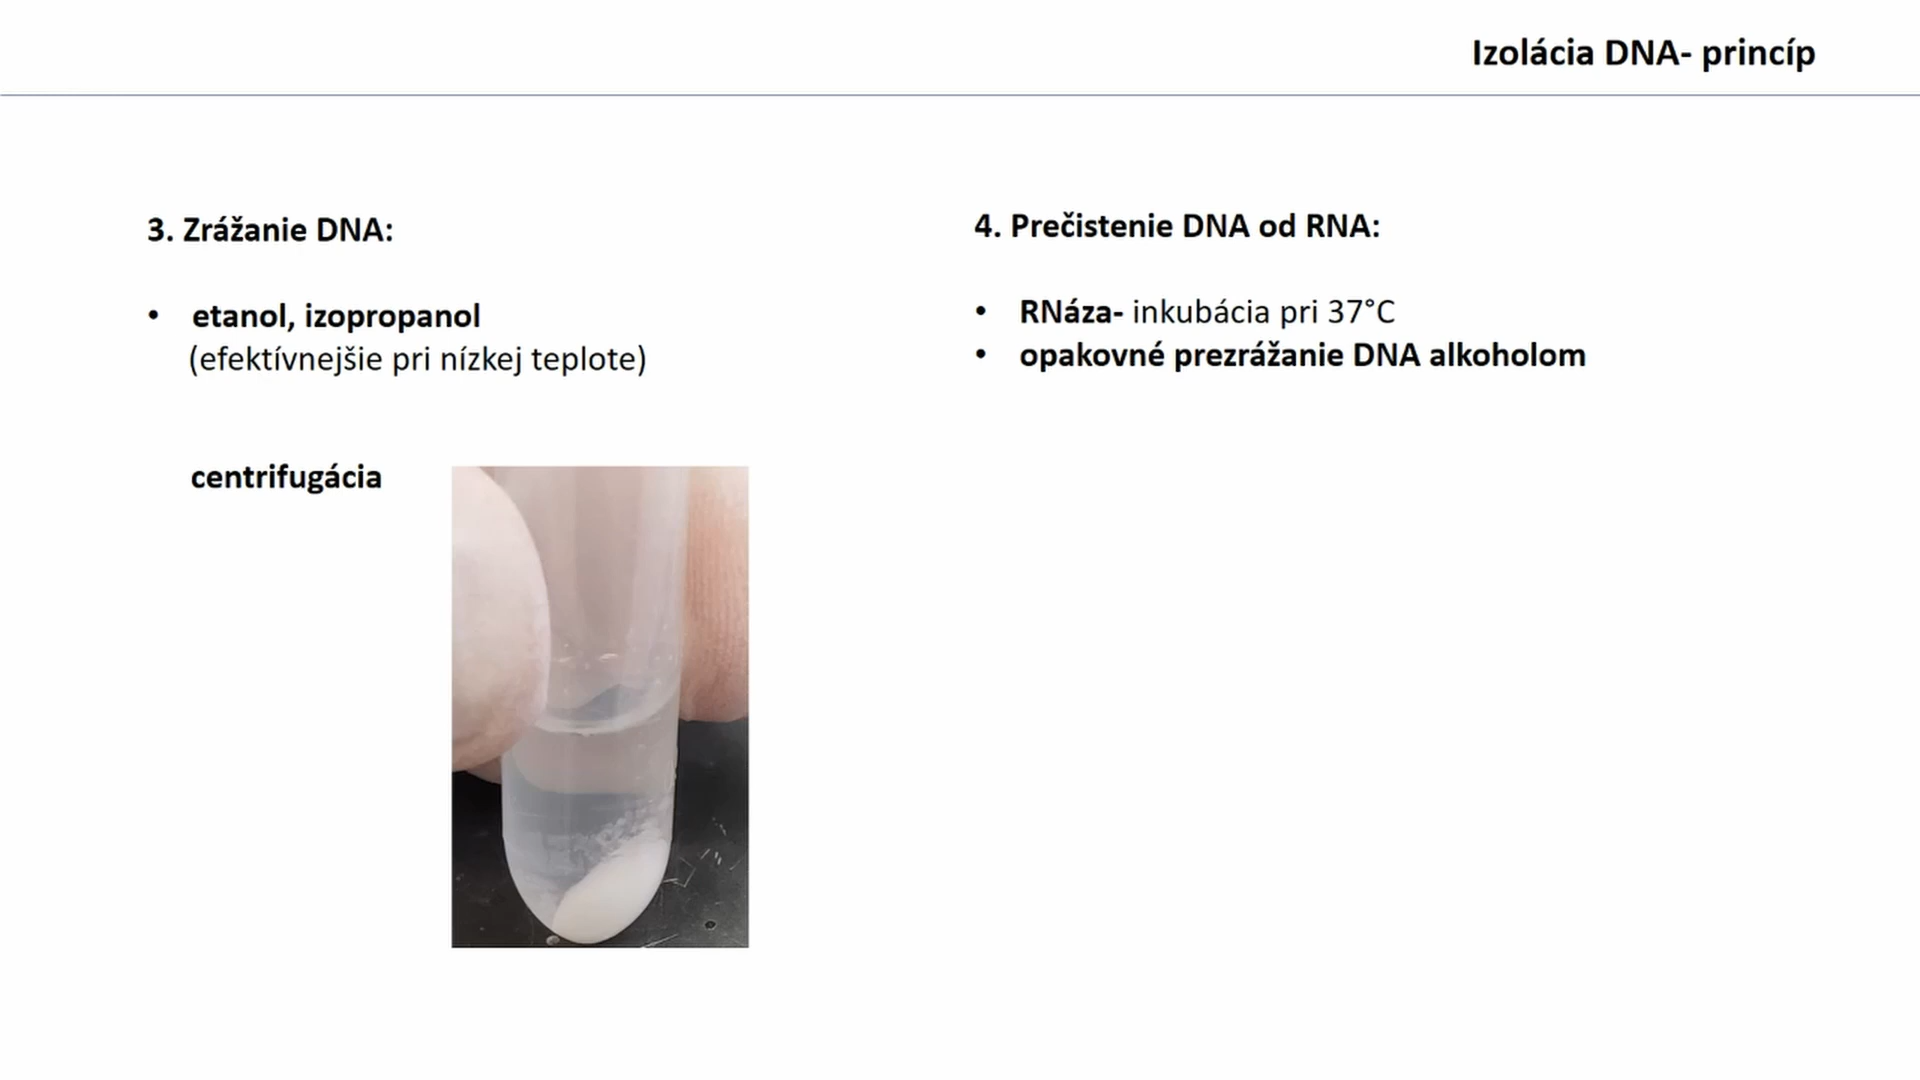 Izolácia DNA- princíp
3. Zrážanie DNA:
• etanol, izopropanol
(efektívnejšie pri nízkej teplote)
centrifugácia
4. Prečistenie DNA od RNA:
• RNáza- inkubácia pri 37°C
• opakovné prezrážanie DNA alkoholom